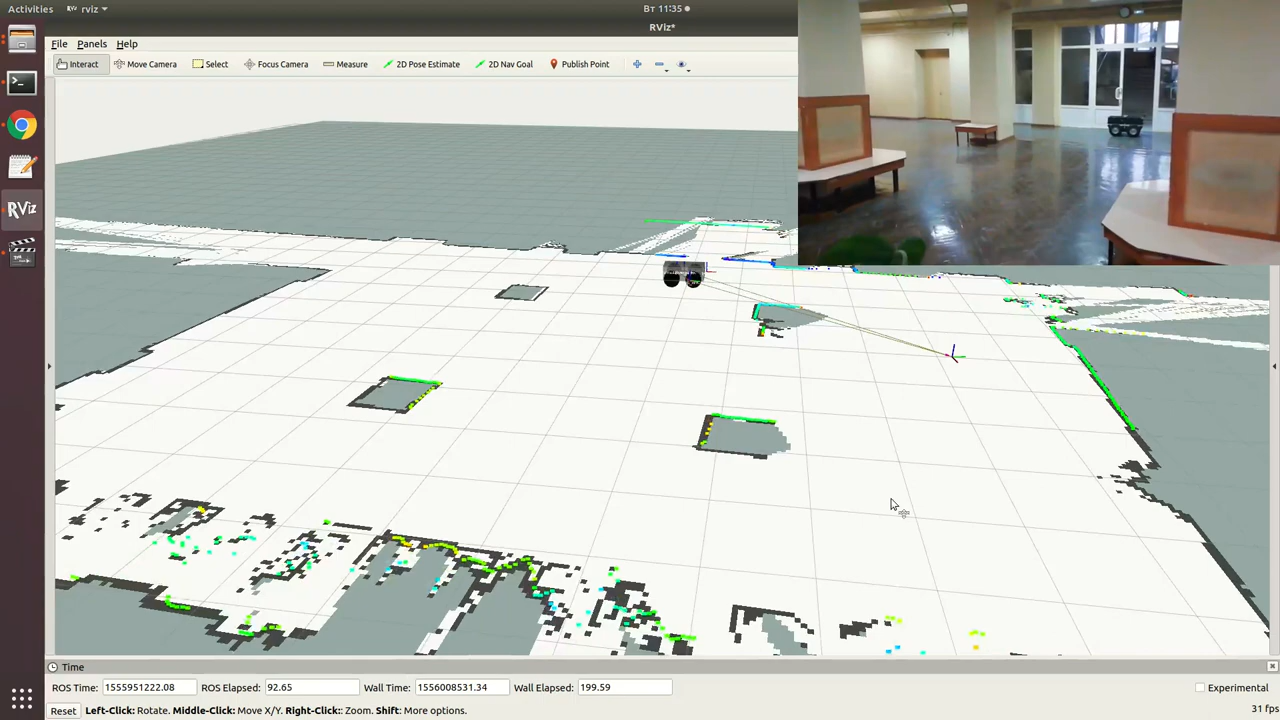 Activities
rviz
Вт 11:35
RViz*
File Panels Help
Interact Move Camera Select Focus Camera Measure 2D Pose Estimate 2D Nav Goal Publish Point
RViz
Time
ROS Time: 1555951222.08 ROS Elapsed: 92.65 Wall Time: 1556008531.34 Wall Elapsed: 199.59 Experimental
Reset Left-Click: Rotate. Middle-Click: Move X/Y. Right-Click:: Zoom. Shift: More options. 31 fps